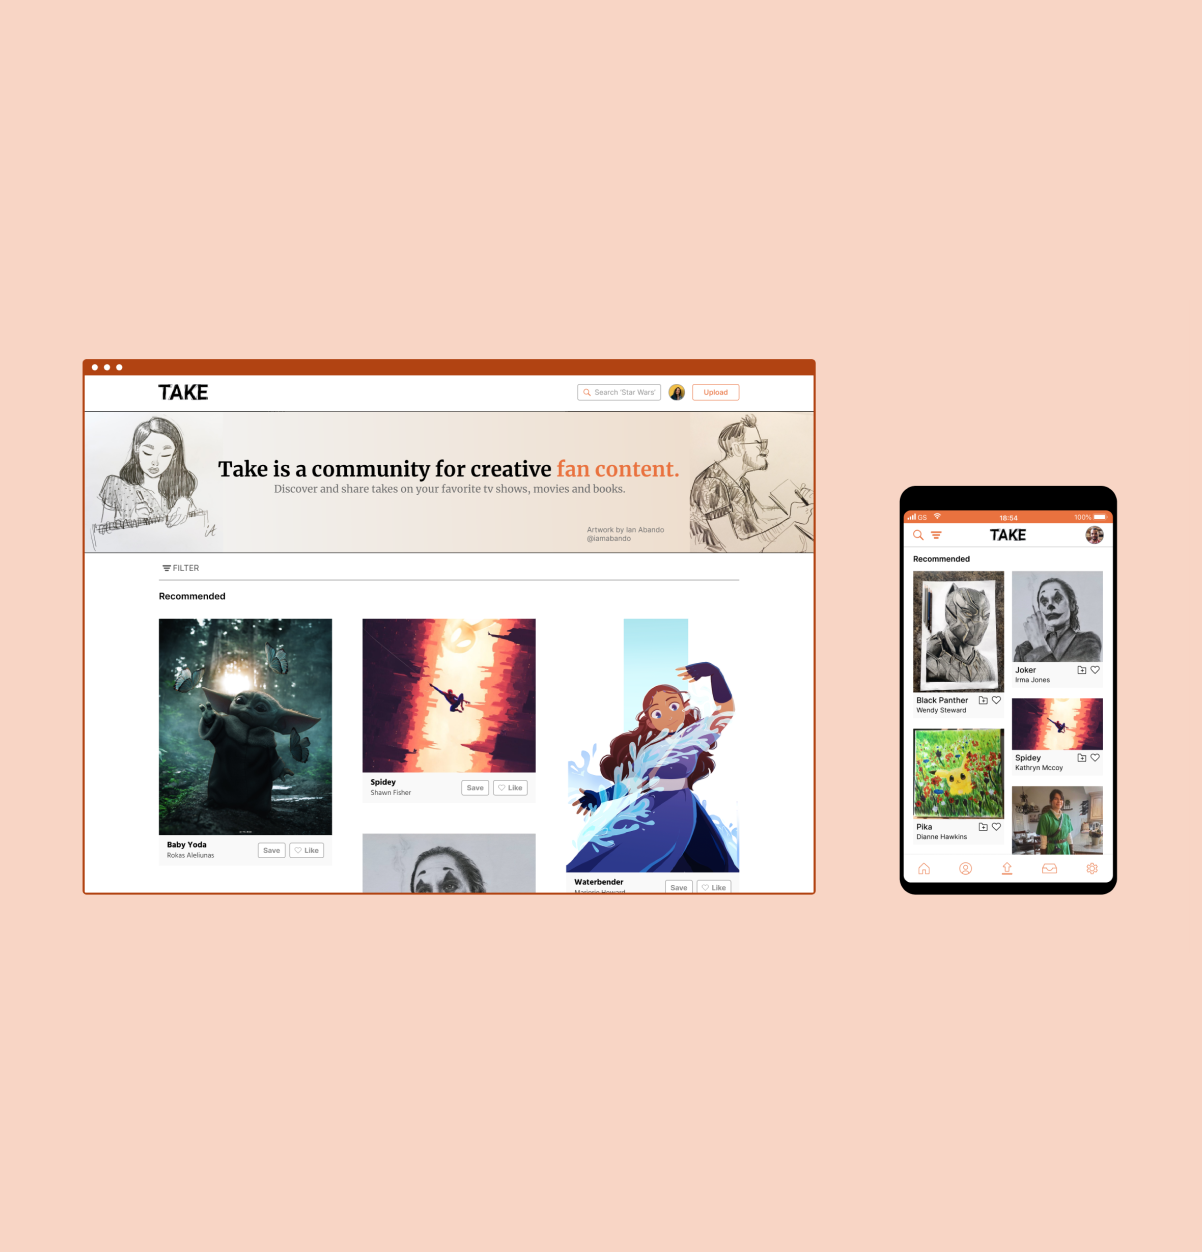 TAKE
Search 'Star Wars'
Upload
Take is a community for creative fan content.
Discover and share takes on your favorite tv shows, movies and books.
Artwork by Ian Abando
@iamabando
FILTER
Recommended
Baby Yoda
Rokas Aleliunas
Save
Like
Spidey
Shawn Fisher
Save
Like
Waterbender
Marjorie Howard
Save
Like
GS
18:54
100%
TAKE
Recommended
Black Panther
Wendy Steward
Joker
Irma Jones
Spidey
Kathryn Mccoy
Pika
Dianne Hawkins